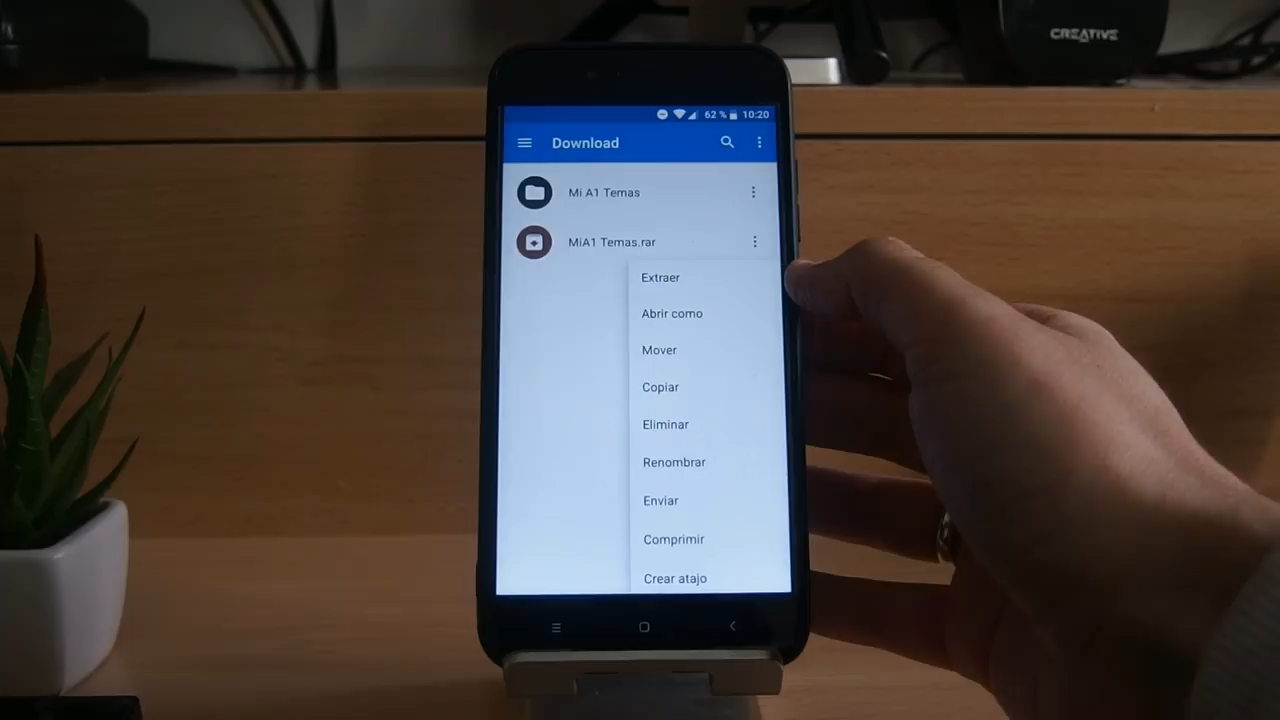 CREATIVE
62 % 10:20
Download
Mi A1 Temas
MiA1 Temas.rar
Extraer
Abrir como
Mover
Copiar
Eliminar
Renombrar
Enviar
Comprimir
Crear atajo